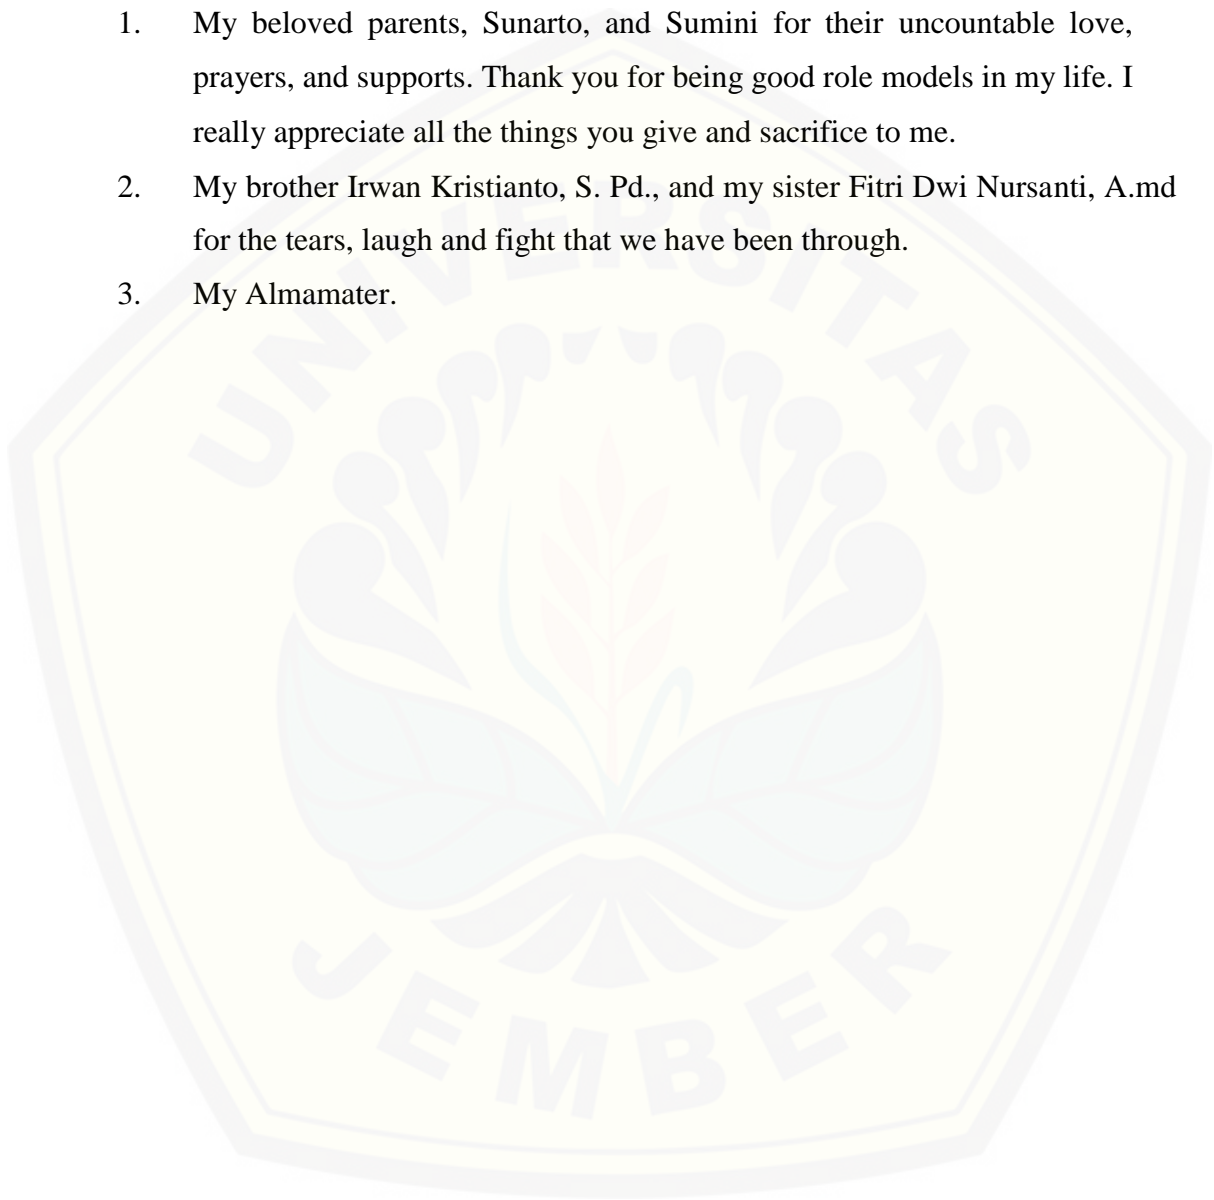 1. My beloved parents, Sunarto, and Sumini for their uncountable love,
prayers, and supports. Thank you for being good role models in my life. I
really appreciate all the things you give and sacrifice to me.
2. My brother Irwan Kristianto, S. Pd., and my sister Fitri Dwi Nursanti, A.md
for the tears, laugh and fight that we have been through.
3. My Almamater.
UNIVERSITAS
JEMBER